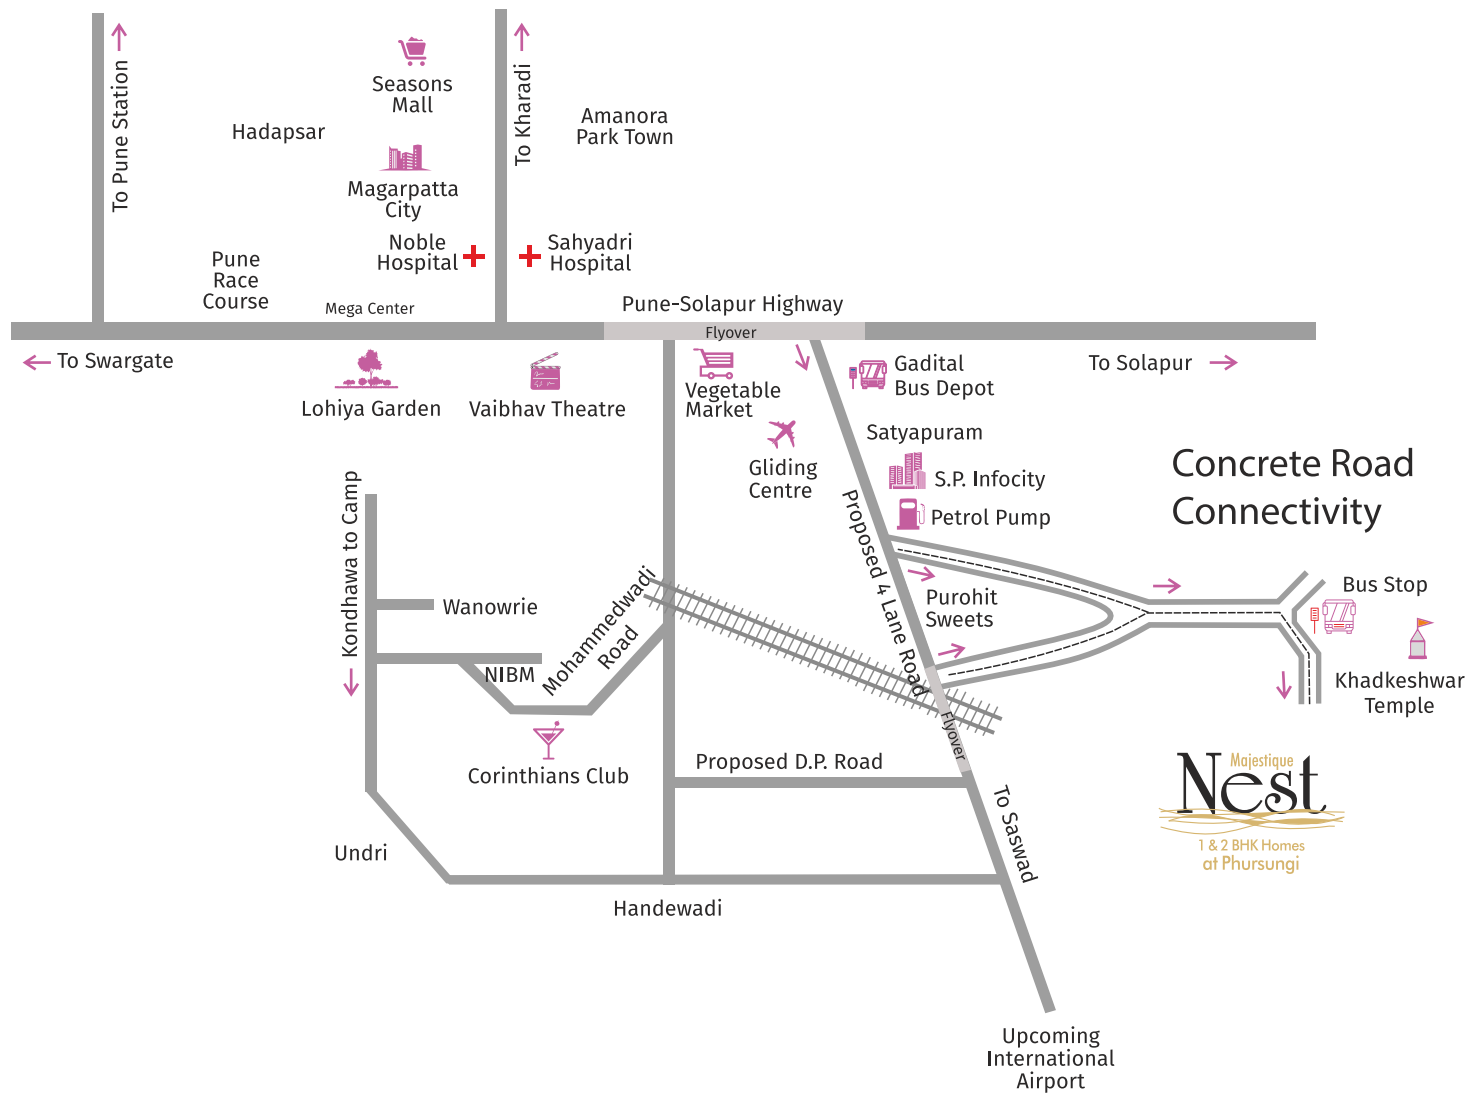 To Pune Station
To Kharadi
Seasons
Mall
Hadapsar
Amanora
Park Town
Magarpatta
City
Noble
Hospital
Sahyadri
Hospital
Pune
Race
Course
Mega Center
Pune-Solapur Highway
Flyover
To Swargate
To Solapur
Lohiya Garden
Vaibhav Theatre
Vegetable
Market
Gadital
Bus Depot
Satyapuram
Gliding
Centre
S.P. Infocity
Petrol Pump
Concrete Road
Connectivity
Kondhawa to Camp
Proposed 4 Lane Road
Wanowrie
NIBM
Mohammedwadi
Road
Purohit
Sweets
Bus Stop
Khadkeshwar
Temple
Flyover
Corinthians Club
Proposed D.P. Road
To Saswad
Majestique
Nest
1 & 2 BHK Homes
at Phursungi
Undri
Handewadi
Upcoming
International
Airport